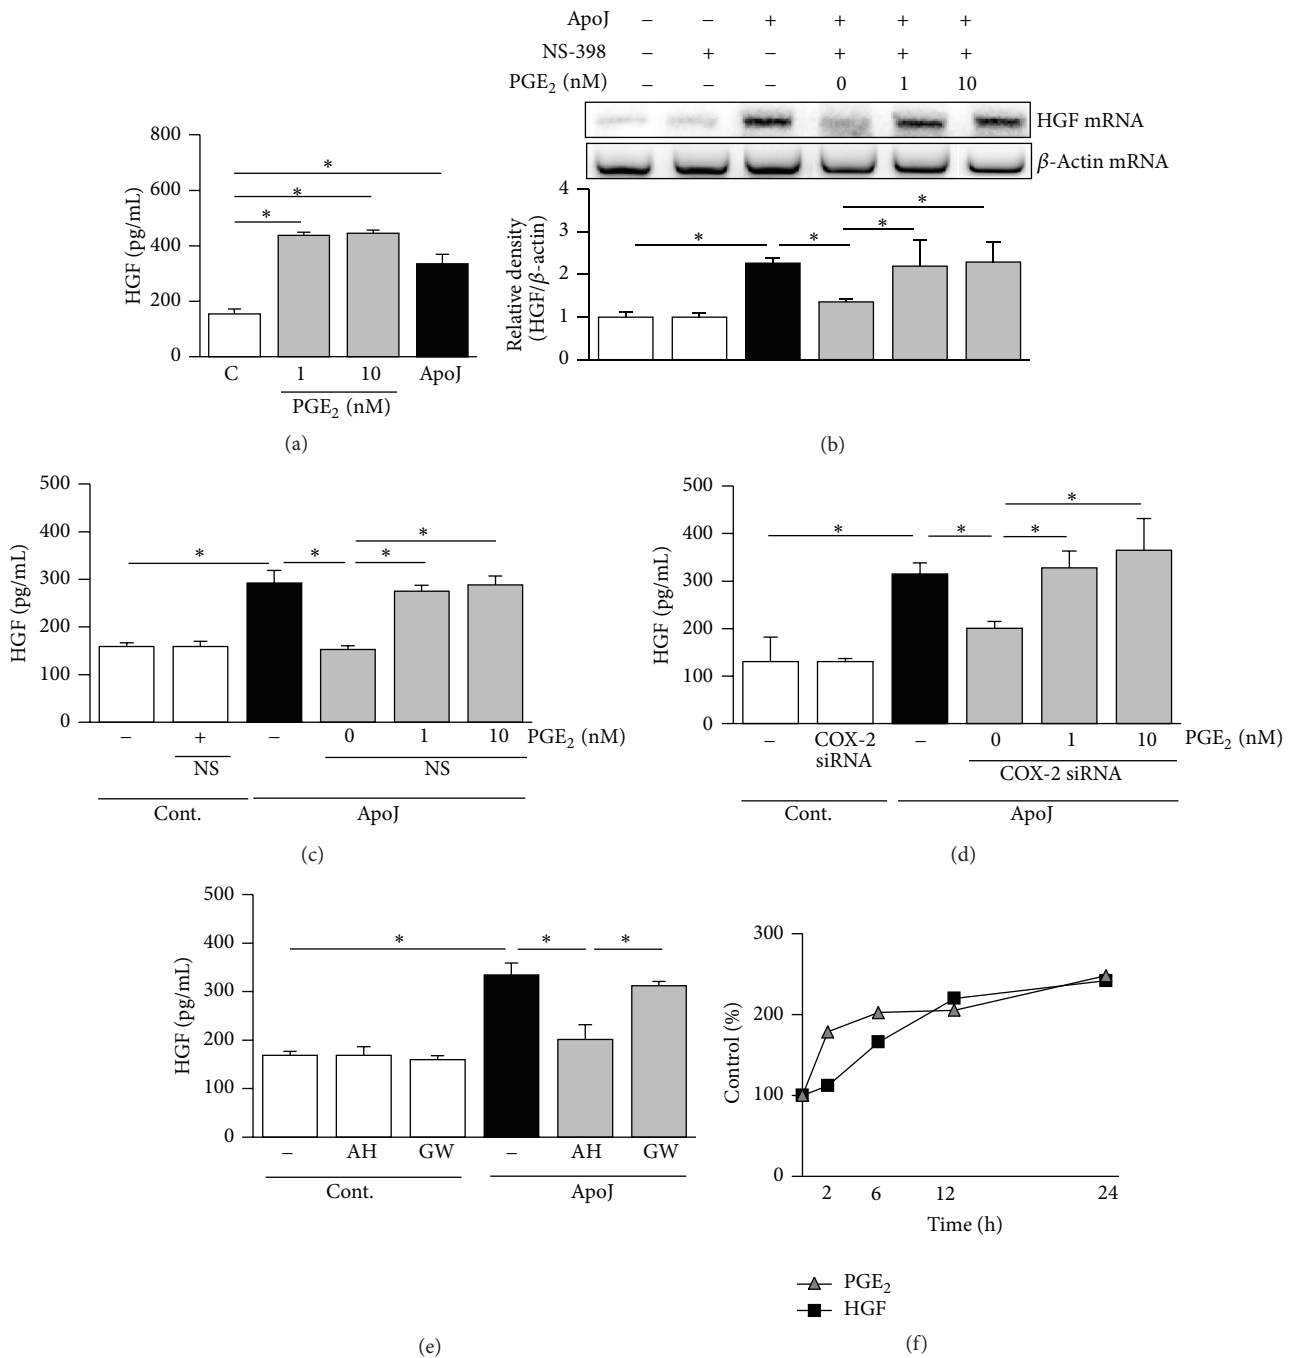 800
600
400
200
0
HGF (pg/mL)
*
*
*
C 1 10 ApoJ
PGE2 (nM)
(a)
ApoJ − − + + + +
NS-398 − + − + + +
PGE2 (nM) − − − 0 1 10
HGF mRNA
β-Actin mRNA
4
3
2
1
0
Relative density
(HGF/β-actin)
* * * *
(b)
500
400
300
200
100
0
HGF (pg/mL)
* * * *
− + − 0 1 10 PGE2 (nM)
NS NS
Cont. ApoJ
(c)
500
400
300
200
100
0
HGF (pg/mL)
* * * *
− COX-2 − 0 1 10 PGE2 (nM)
siRNA COX-2 siRNA
Cont. ApoJ
(d)
500
400
300
200
100
0
HGF (pg/mL)
* * *
− AH GW − AH GW
Cont. ApoJ
(e)
300
200
100
0
Control (%)
2 6 12 24
Time (h)
PGE2
HGF
(f)